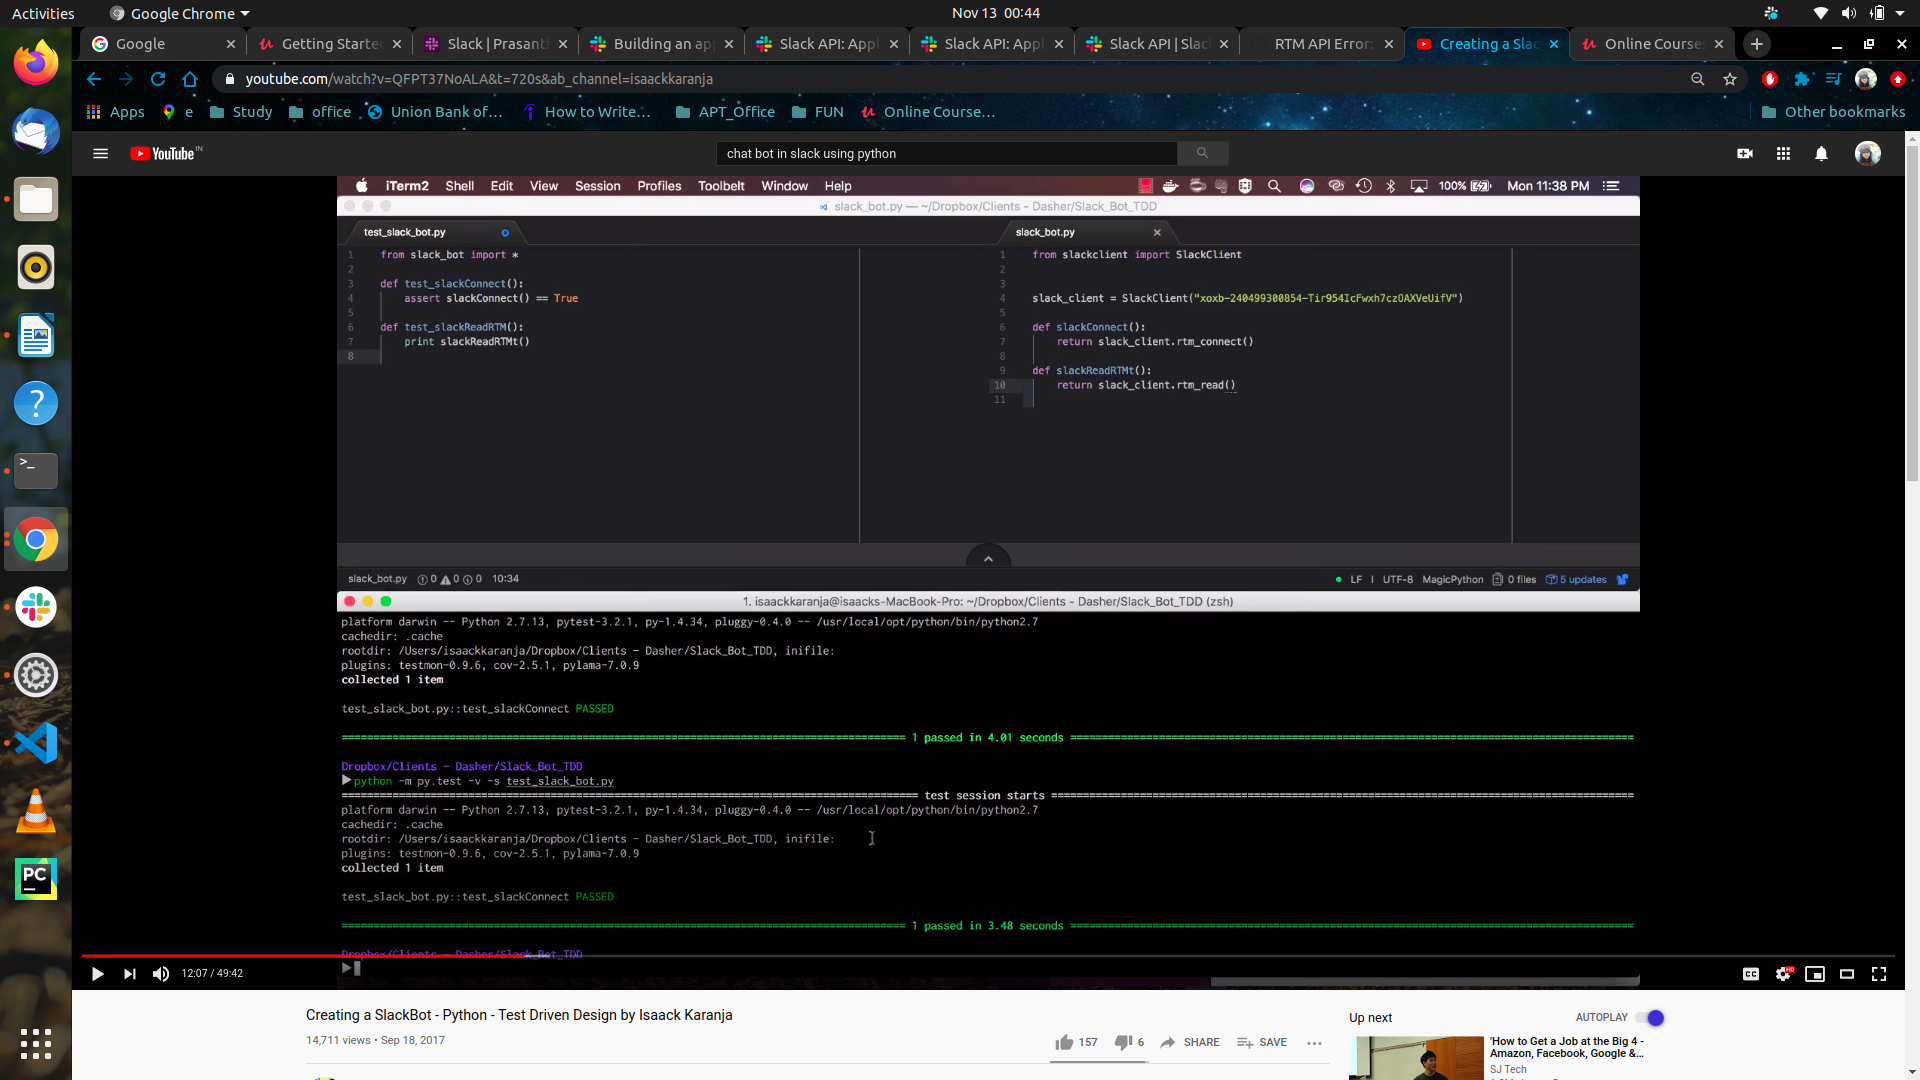 Activities
Google Chrome
Nov 13 00:44
Google
Getting Starte
Slack | Prasant
Building an ap
Slack API: Appl
Slack API: Appl
Slack API | Slac
RTM API Error:
Creating a Slac
Online Courses
youtube.com/watch?v=QFPT37NoALA&t=720s&ab_channel=isaackkaranja
Apps
e
Study
office
Union Bank of…
How to Write…
APT_Office
FUN
Online Course…
Other bookmarks
YouTube IN
chat bot in slack using python
iTerm2 Shell Edit View Session Profiles Toolbelt Window Help
100%
Mon 11:38 PM
slack_bot.py — ~/Dropbox/Clients - Dasher/Slack_Bot_TDD
test_slack_bot.py
1 from slack_bot import *
2
3 def test_slackConnect():
4 assert slackConnect() == True
5
6 def test_slackReadRTM():
7 print slackReadRTMt()
8
slack_bot.py
1 from slackclient import SlackClient
2
3
4 slack_client = SlackClient("xoxb-240499300854-Tir954IcFwxh7czOAXVeUifV")
5
6 def slackConnect():
7 return slack_client.rtm_connect()
8
9 def slackReadRTMt():
10 return slack_client.rtm_read()
11
slack_bot.py 0 0 0 10:34
LF UTF-8 MagicPython 0 files 5 updates
1. isaackkaranja@isaacks-MacBook-Pro: ~/Dropbox/Clients - Dasher/Slack_Bot_TDD (zsh)
platform darwin -- Python 2.7.13, pytest-3.2.1, py-1.4.34, pluggy-0.4.0 -- /usr/local/opt/python/bin/python2.7
cachedir: .cache
rootdir: /Users/isaackkaranja/Dropbox/Clients - Dasher/Slack_Bot_TDD, inifile:
plugins: testmon-0.9.6, cov-2.5.1, pylama-7.0.9
collected 1 item
test_slack_bot.py::test_slackConnect PASSED
1 passed in 4.01 seconds
Dropbox/Clients - Dasher/Slack_Bot_TDD
python -m py.test -v -s test_slack_bot.py
test session starts
platform darwin -- Python 2.7.13, pytest-3.2.1, py-1.4.34, pluggy-0.4.0 -- /usr/local/opt/python/bin/python2.7
cachedir: .cache
rootdir: /Users/isaackkaranja/Dropbox/Clients - Dasher/Slack_Bot_TDD, inifile:
plugins: testmon-0.9.6, cov-2.5.1, pylama-7.0.9
collected 1 item
test_slack_bot.py::test_slackConnect PASSED
1 passed in 3.48 seconds
Dropbox/Clients - Dasher/Slack_Bot_TDD
12:07 / 49:42
CC
HD
PC
Creating a SlackBot - Python - Test Driven Design by Isaack Karanja
14,711 views • Sep 18, 2017
157
6
SHARE
SAVE
Up next
AUTOPLAY
'How to Get a Job at the Big 4 -
Amazon, Facebook, Google &…
SJ Tech